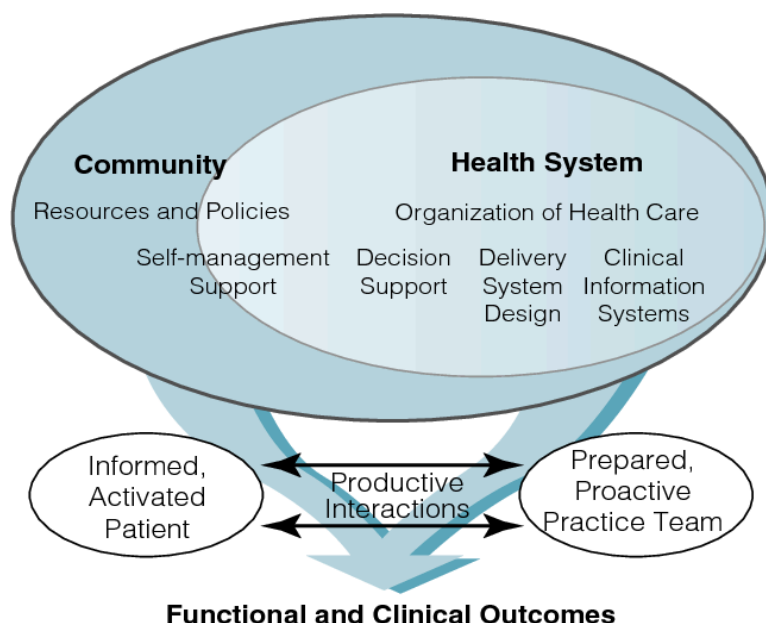 Community
Resources and Policies
Health System
Organization of Health Care
Self-management
Support
Decision
Support
Delivery
System
Design
Clinical
Information
Systems
Informed,
Activated
Patient
Productive
Interactions
Prepared,
Proactive
Practice Team
Functional and Clinical Outcomes